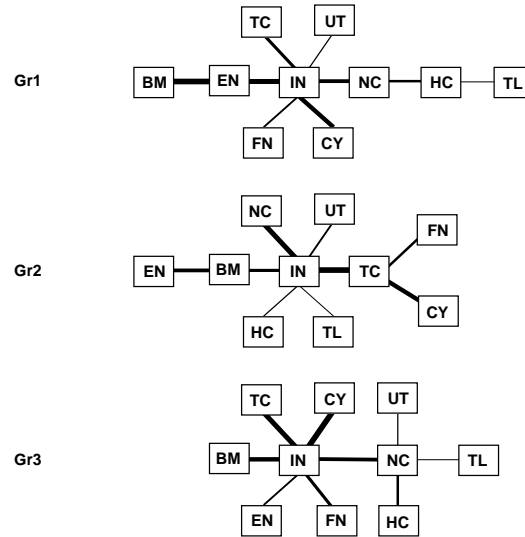 TC UT
Gr1 BM EN IN NC HC TL
FN CY
NC UT FN
Gr2 EN BM IN TC
HC TL CY
TC CY UT
Gr3 BM IN NC TL
EN FN HC